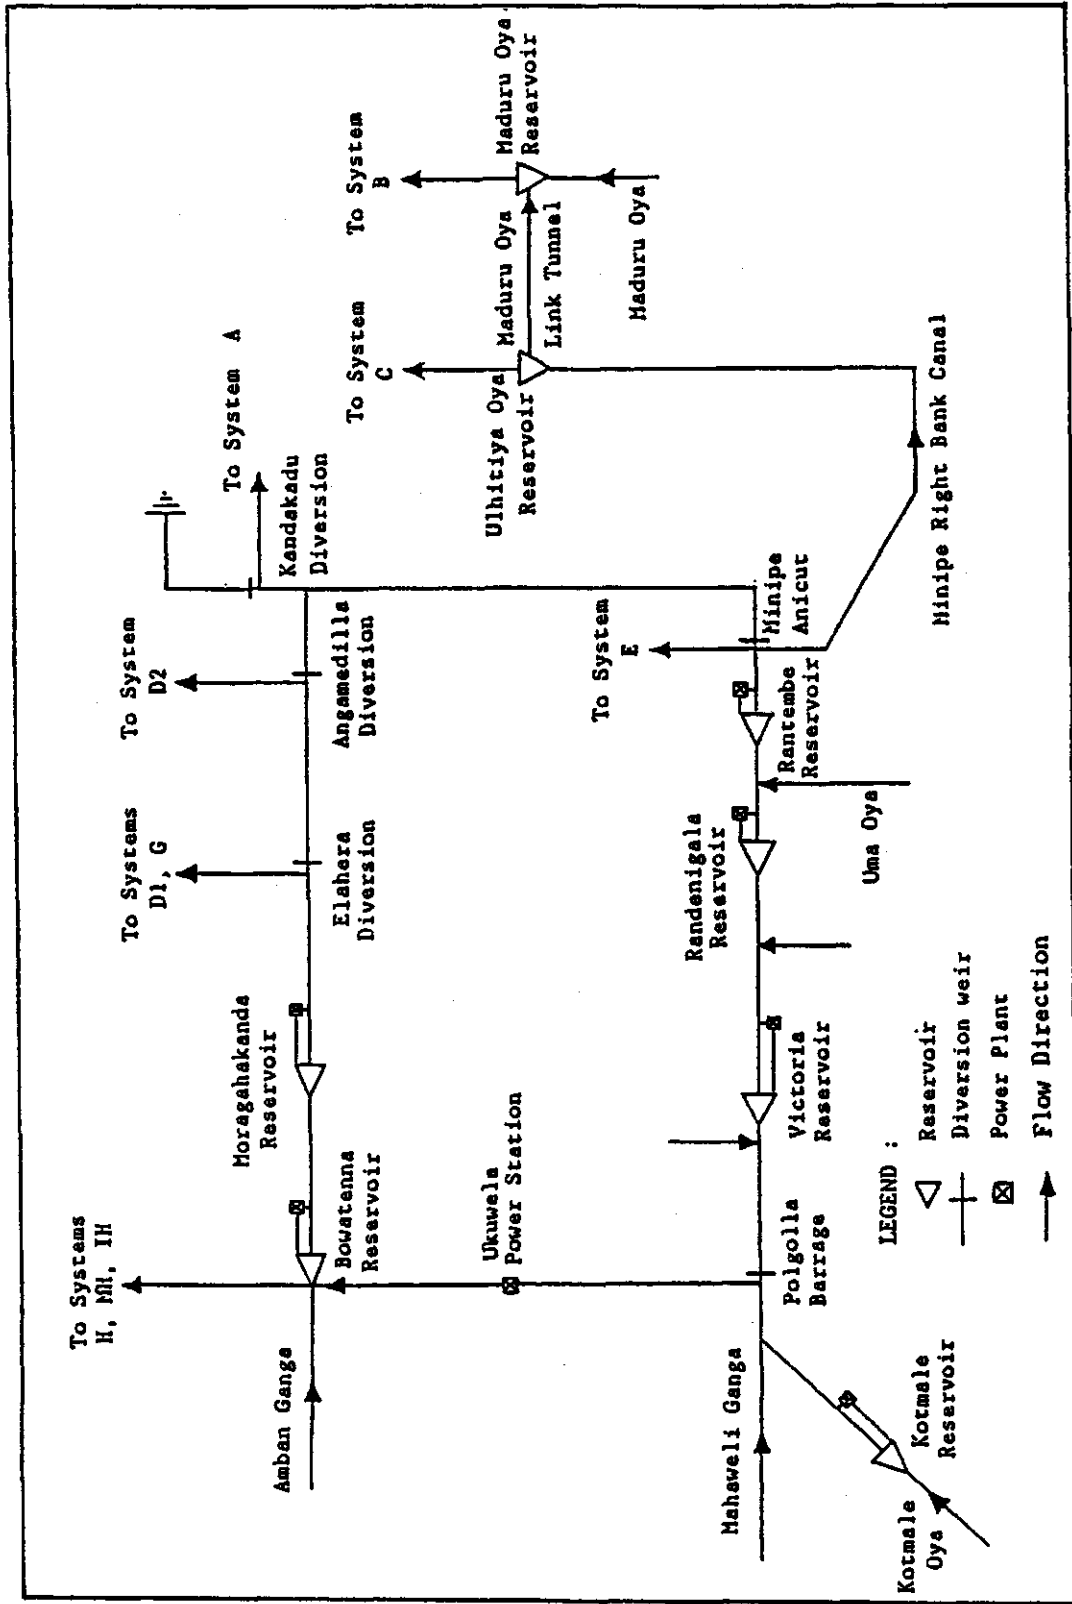 To Systems
H, MH, IH
To Systems
D1, G
To System
D2
To System A
To System
C
To System
B
Amban Ganga
Bowatenna
Reservoir
Moragahakanda
Reservoir
Elahera
Diversion
Angamedilla
Diversion
Kandakadu
Diversion
Ulhitiya Oya
Reservoir
Maduru Oya
Link Tunnel
Maduru Oya
Reservoir
Maduru Oya
Ukuwela
Power Station
To System
E
Mahaweli Ganga
Polgolla
Barrage
Victoria
Reservoir
Randenigala
Reservoir
Rantembe
Reservoir
Minipe
Anicut
Uma Oya
Minipe Right Bank Canal
Kotmale
Oya
Kotmale
Reservoir
LEGEND :
Reservoir
Diversion weir
Power Plant
Flow Direction